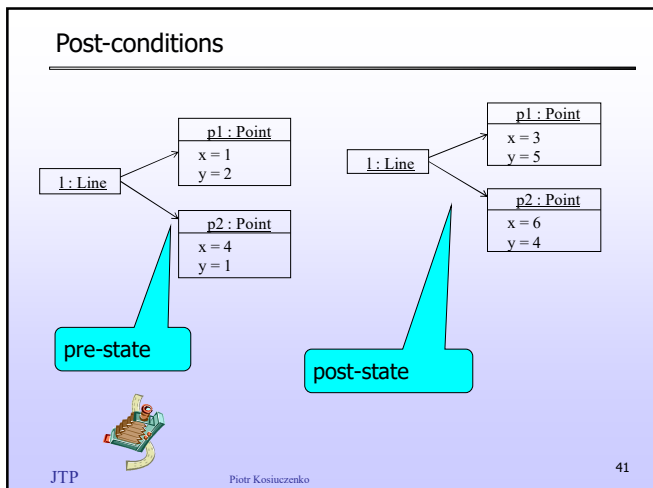 Post-conditions
l : Line
p1 : Point
x = 1
y = 2
p2 : Point
x = 4
y = 1
pre-state
l : Line
p1 : Point
x = 3
y = 5
p2 : Point
x = 6
y = 4
post-state
JTP
Piotr Kosiuczenko
41